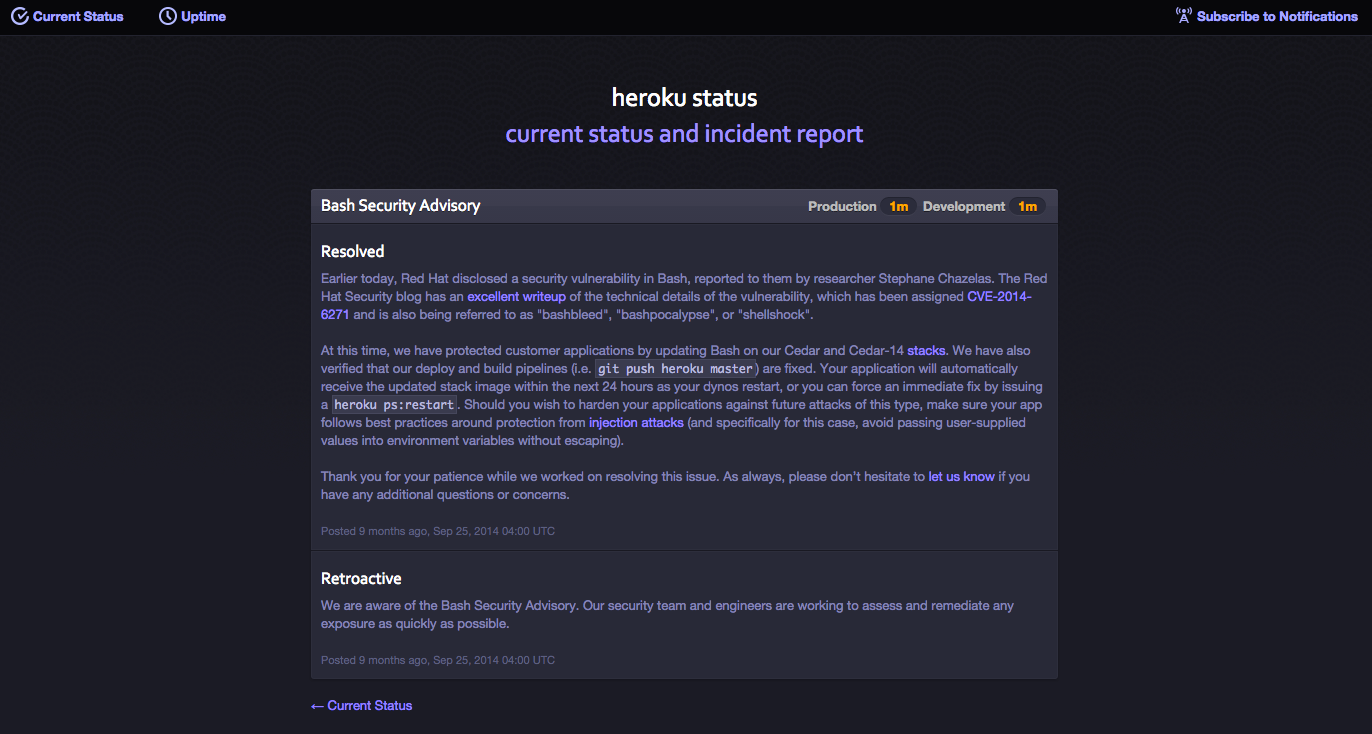 Current Status
Uptime
Subscribe to Notifications
heroku status
current status and incident report
Bash Security Advisory
Production 1m Development 1m
Resolved
Earlier today, Red Hat disclosed a security vulnerability in Bash, reported to them by researcher Stephane Chazelas. The Red
Hat Security blog has an excellent writeup of the technical details of the vulnerability, which has been assigned CVE-2014-
6271 and is also being referred to as "bashbleed", "bashpocalypse", or "shellshock".
At this time, we have protected customer applications by updating Bash on our Cedar and Cedar-14 stacks. We have also
verified that our deploy and build pipelines (i.e. git push heroku master) are fixed. Your application will automatically
receive the updated stack image within the next 24 hours as your dynos restart, or you can force an immediate fix by issuing
a heroku ps:restart. Should you wish to harden your applications against future attacks of this type, make sure your app
follows best practices around protection from injection attacks (and specifically for this case, avoid passing user-supplied
values into environment variables without escaping).
Thank you for your patience while we worked on resolving this issue. As always, please don't hesitate to let us know if you
have any additional questions or concerns.
Posted 9 months ago, Sep 25, 2014 04:00 UTC
Retroactive
We are aware of the Bash Security Advisory. Our security team and engineers are working to assess and remediate any
exposure as quickly as possible.
Posted 9 months ago, Sep 25, 2014 04:00 UTC
← Current Status